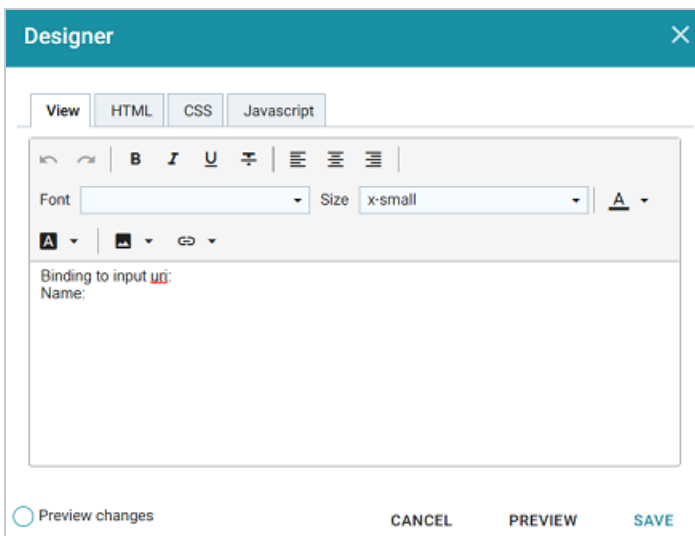 Designer
View HTML CSS Javascript
B I U
Font Size x-small A
A
Binding to input uri:
Name:
Preview changes CANCEL PREVIEW SAVE